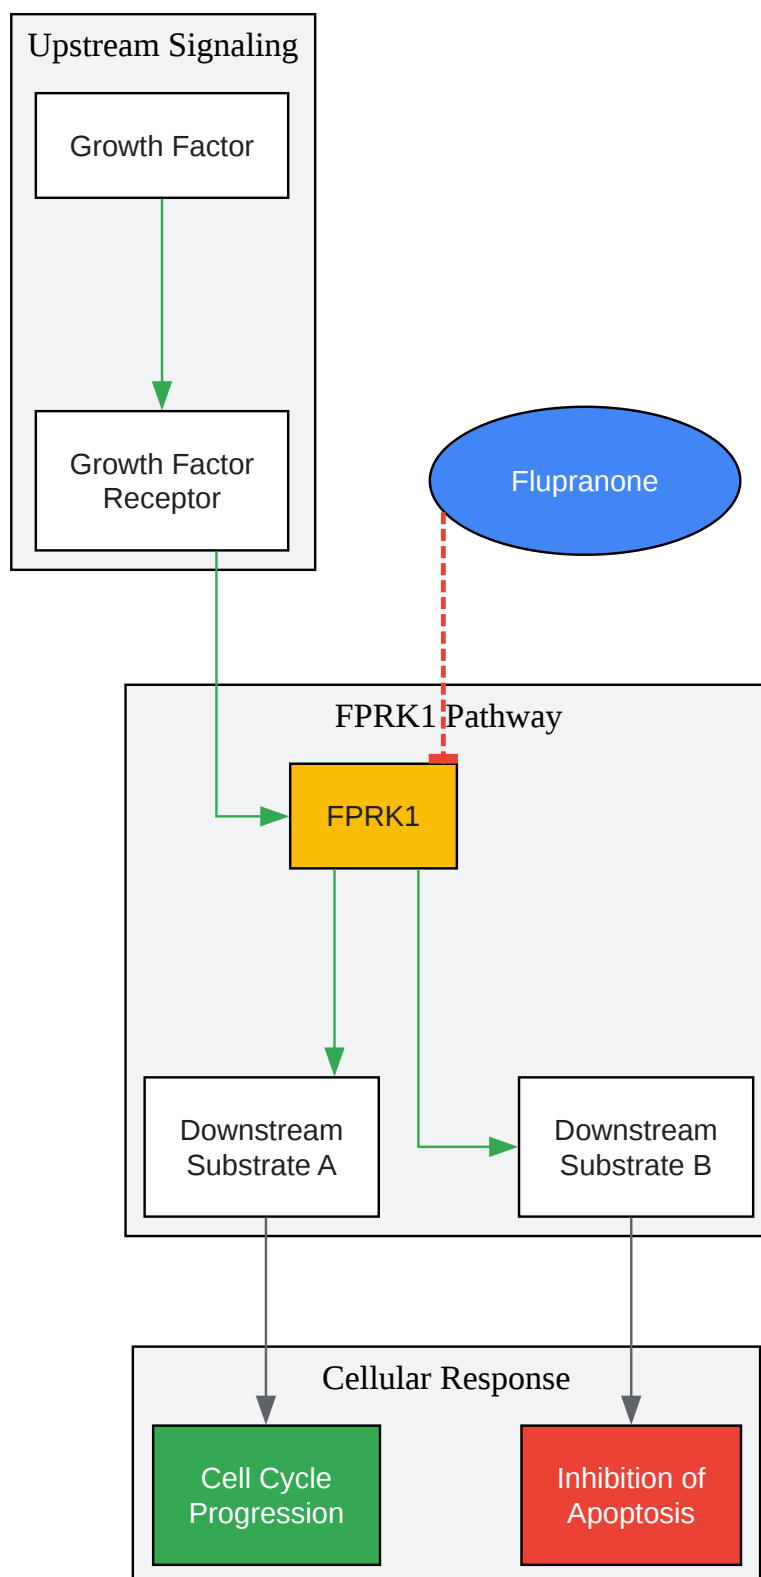 Upstream Signaling
Growth Factor
Growth Factor
Receptor
Flupranone
FPRK1 Pathway
FPRK1
Downstream
Substrate A
Downstream
Substrate B
Cellular Response
Cell Cycle
Progression
Inhibition of
Apoptosis